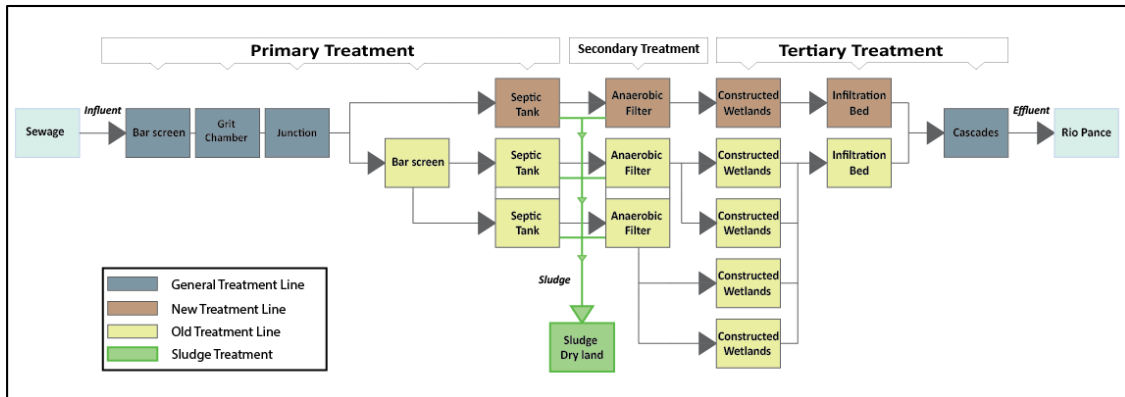 Primary Treatment
Secondary Treatment
Tertiary Treatment
Sewage
Influent
Bar screen
Grit
Chamber
Junction
Septic
Tank
Anaerobic
Filter
Constructed
Wetlands
Infiltration
Bed
Cascades
Effluent
Rio Pance
Bar screen
Septic
Tank
Anaerobic
Filter
Constructed
Wetlands
Infiltration
Bed
Septic
Tank
Anaerobic
Filter
Constructed
Wetlands
Constructed
Wetlands
Constructed
Wetlands
Sludge
Sludge
Dry land
General Treatment Line
New Treatment Line
Old Treatment Line
Sludge Treatment